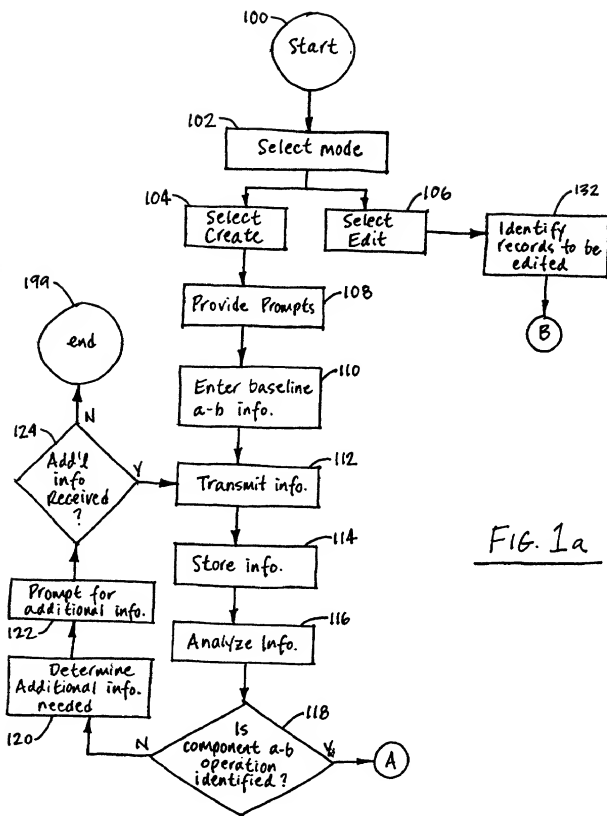 100
Start
102
Select mode
104
Select
Create
106
Select
Edit
132
Identify
records to be
edited
B
108
Provide Prompts
199
end
110
Enter baseline
a-b info.
N
124
Add'l
info
Received
?
Y
112
Transmit info.
114
Store info.
FIG. 1a
Prompt for
additional info.
122
116
Analyze Info.
Determine
Additional info.
needed
120
118
N
Is
component a-b
operation
identified?
Y
A